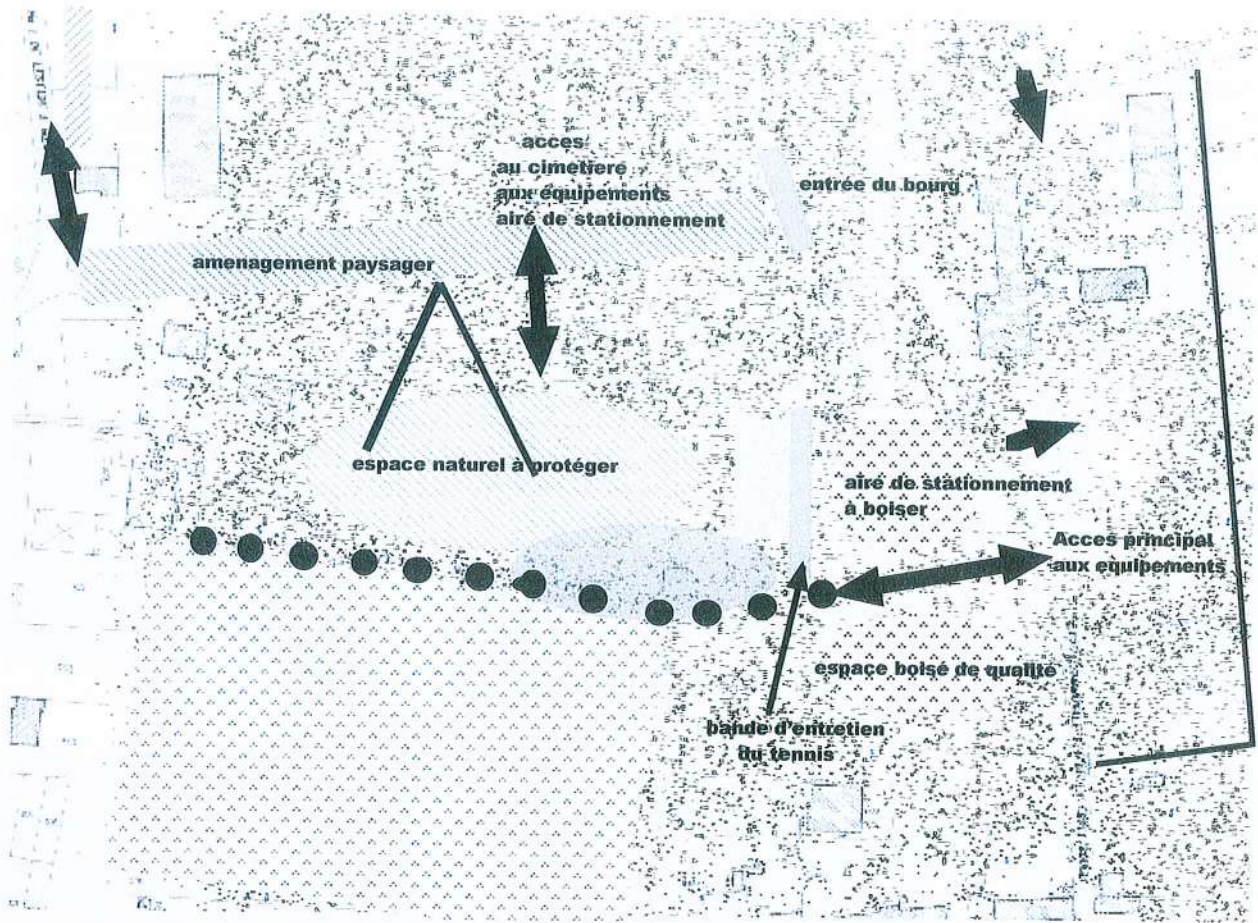 acces
au cimetiere
aux équipements
aire de stationnement
entrée du bourg
amenagement paysager
espace naturel à protéger
aire de stationnement
à boiser
Acces principal
aux equipements
espace boisé de qualité
bande d'entretien
du tennis